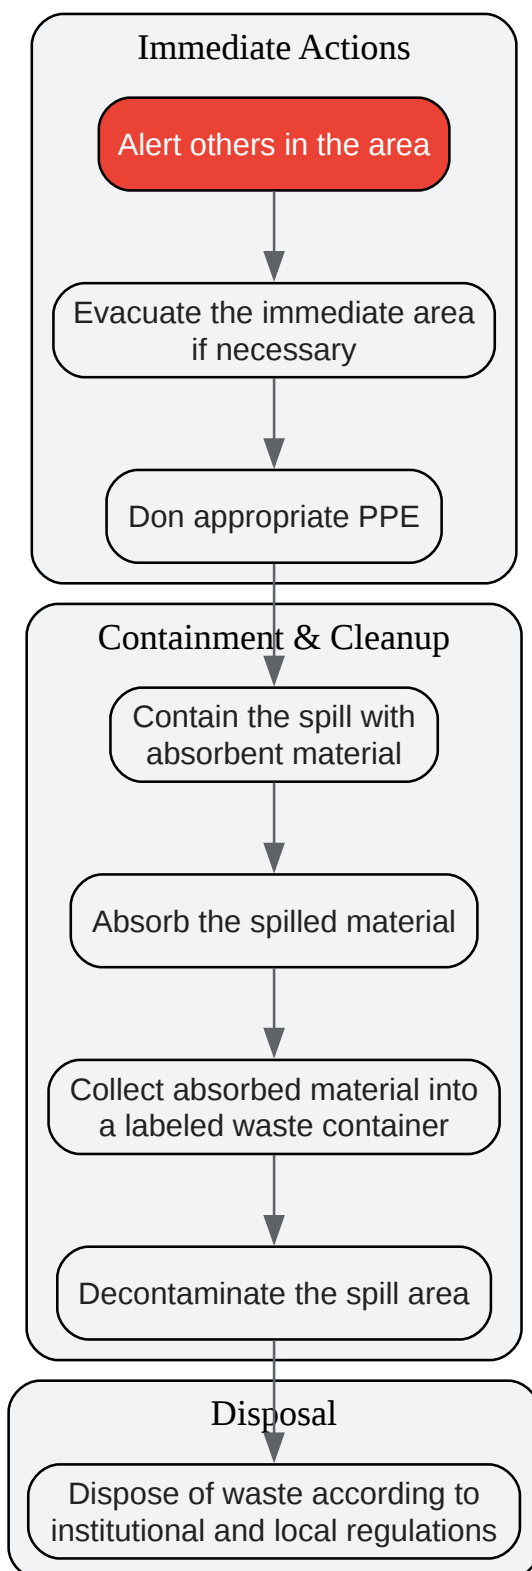 Immediate Actions
Alert others in the area
Evacuate the immediate area
if necessary
Don appropriate PPE
Containment & Cleanup
Contain the spill with
absorbent material
Absorb the spilled material
Collect absorbed material into
a labeled waste container
Decontaminate the spill area
Disposal
Dispose of waste according to
institutional and local regulations